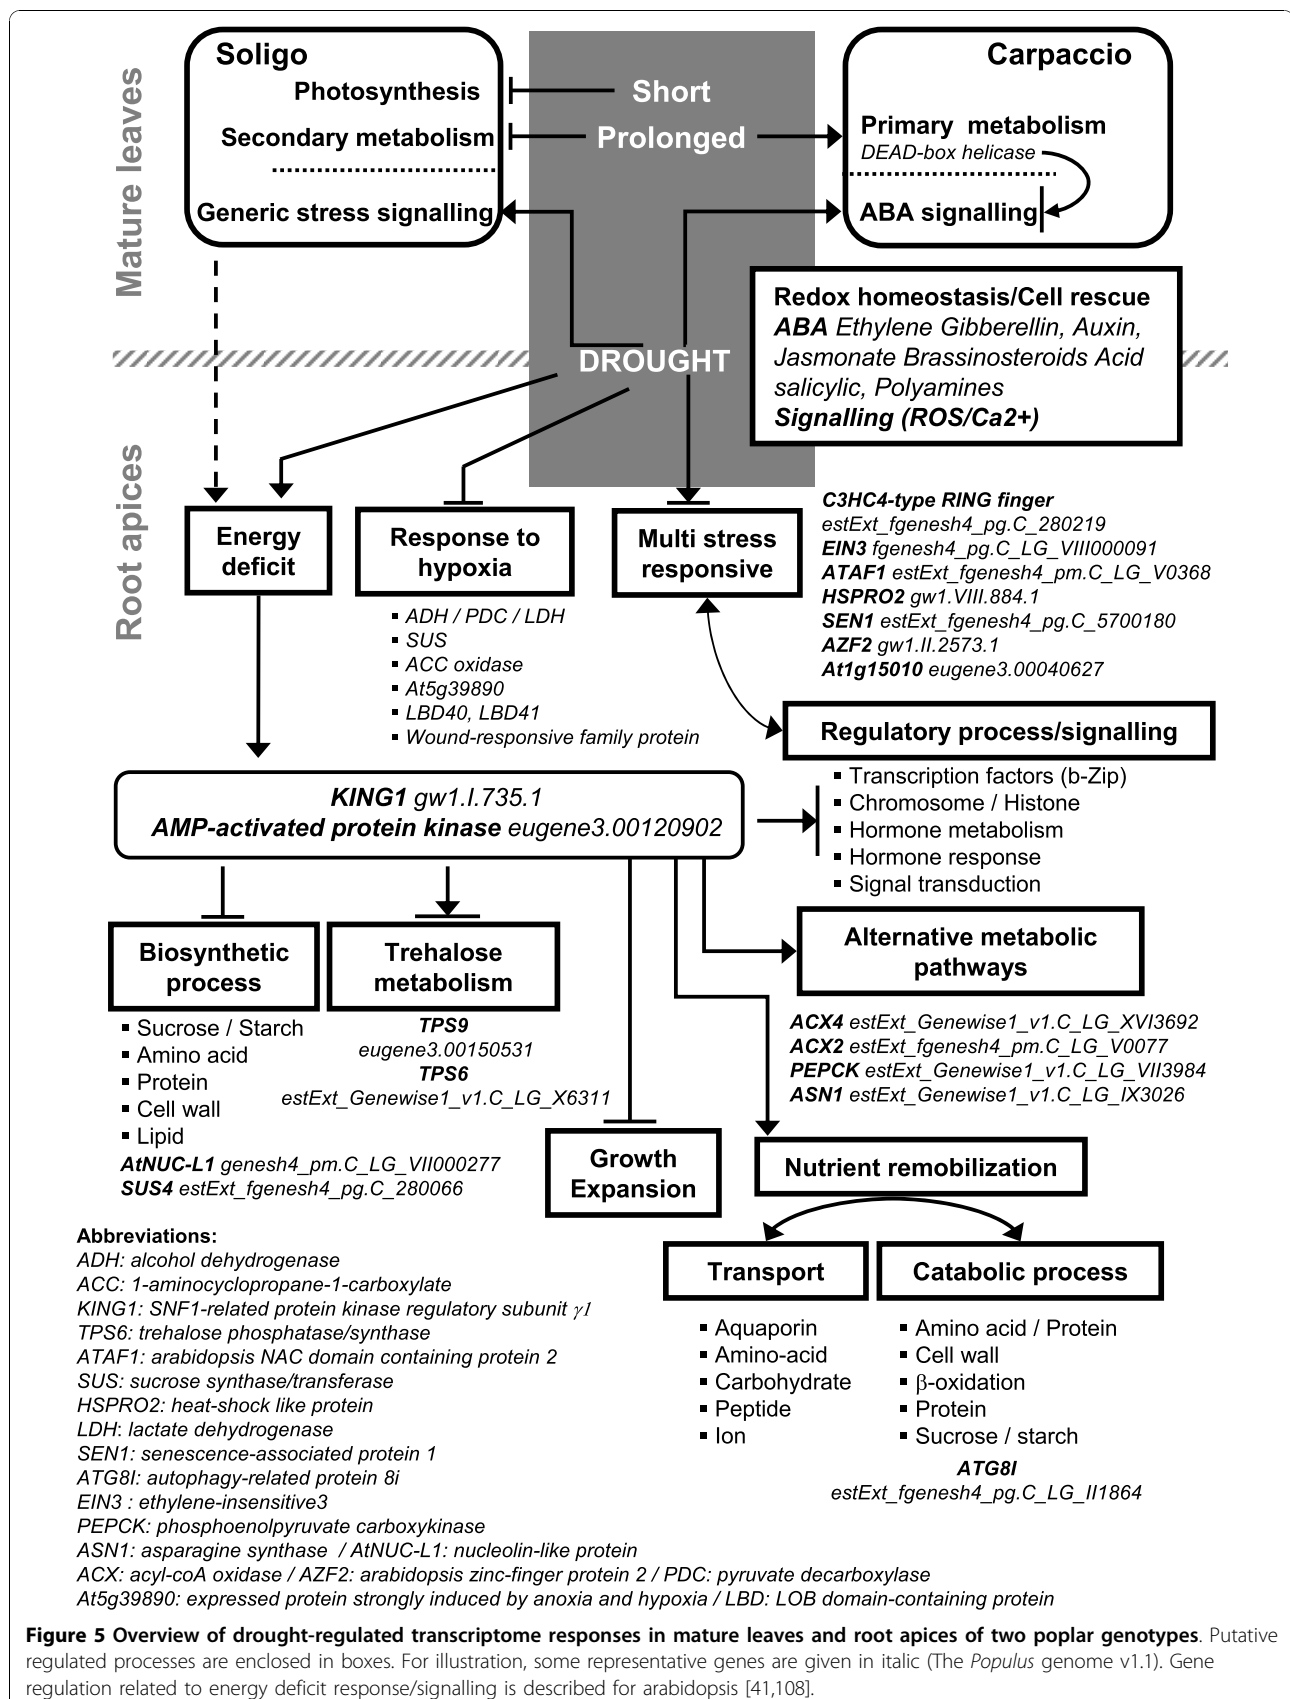 Mature leaves
Root apices
Soligo
Photosynthesis
Secondary metabolism
Generic stress signalling
Short
Prolonged
DROUGHT
Carpaccio
Primary metabolism
DEAD-box helicase
ABA signalling
Redox homeostasis/Cell rescue
ABA Ethylene Gibberellin, Auxin,
Jasmonate Brassinosteroids Acid
salicylic, Polyamines
Signalling (ROS/Ca2+)
Energy
deficit
Response to
hypoxia
▪ ADH / PDC / LDH
▪ SUS
▪ ACC oxidase
▪ At5g39890
▪ LBD40, LBD41
▪ Wound-responsive family protein
Multi stress
responsive
C3HC4-type RING finger
estExt_fgenesh4_pg.C_280219
EIN3 fgenesh4_pg.C_LG_VIII000091
ATAF1 estExt_fgenesh4_pm.C_LG_V0368
HSPRO2 gw1.VIII.884.1
SEN1 estExt_fgenesh4_pg.C_5700180
AZF2 gw1.II.2573.1
At1g15010 eugene3.00040627
Regulatory process/signalling
▪ Transcription factors (b-Zip)
▪ Chromosome / Histone
▪ Hormone metabolism
▪ Hormone response
▪ Signal transduction
KING1 gw1.I.735.1
AMP-activated protein kinase eugene3.00120902
Biosynthetic
process
▪ Sucrose / Starch
▪ Amino acid
▪ Protein
▪ Cell wall
▪ Lipid
AtNUC-L1 genesh4_pm.C_LG_VII000277
SUS4 estExt_fgenesh4_pg.C_280066
Trehalose
metabolism
TPS9
eugene3.00150531
TPS6
estExt_Genewise1_v1.C_LG_X6311
Growth
Expansion
Alternative metabolic
pathways
ACX4 estExt_Genewise1_v1.C_LG_XVI3692
ACX2 estExt_fgenesh4_pm.C_LG_V0077
PEPCK estExt_Genewise1_v1.C_LG_VII3984
ASN1 estExt_Genewise1_v1.C_LG_IX3026
Nutrient remobilization
Transport
▪ Aquaporin
▪ Amino-acid
▪ Carbohydrate
▪ Peptide
▪ Ion
Catabolic process
▪ Amino acid / Protein
▪ Cell wall
▪ β-oxidation
▪ Protein
▪ Sucrose / starch
ATG8I
estExt_fgenesh4_pg.C_LG_II1864
Abbreviations:
ADH: alcohol dehydrogenase
ACC: 1-aminocyclopropane-1-carboxylate
KING1: SNF1-related protein kinase regulatory subunit γ1
TPS6: trehalose phosphatase/synthase
ATAF1: arabidopsis NAC domain containing protein 2
SUS: sucrose synthase/transferase
HSPRO2: heat-shock like protein
LDH: lactate dehydrogenase
SEN1: senescence-associated protein 1
ATG8I: autophagy-related protein 8i
EIN3 : ethylene-insensitive3
PEPCK: phosphoenolpyruvate carboxykinase
ASN1: asparagine synthase / AtNUC-L1: nucleolin-like protein
ACX: acyl-coA oxidase / AZF2: arabidopsis zinc-finger protein 2 / PDC: pyruvate decarboxylase
At5g39890: expressed protein strongly induced by anoxia and hypoxia / LBD: LOB domain-containing protein
Figure 5 Overview of drought-regulated transcriptome responses in mature leaves and root apices of two poplar genotypes. Putative
regulated processes are enclosed in boxes. For illustration, some representative genes are given in italic (The Populus genome v1.1). Gene
regulation related to energy deficit response/signalling is described for arabidopsis [41,108].